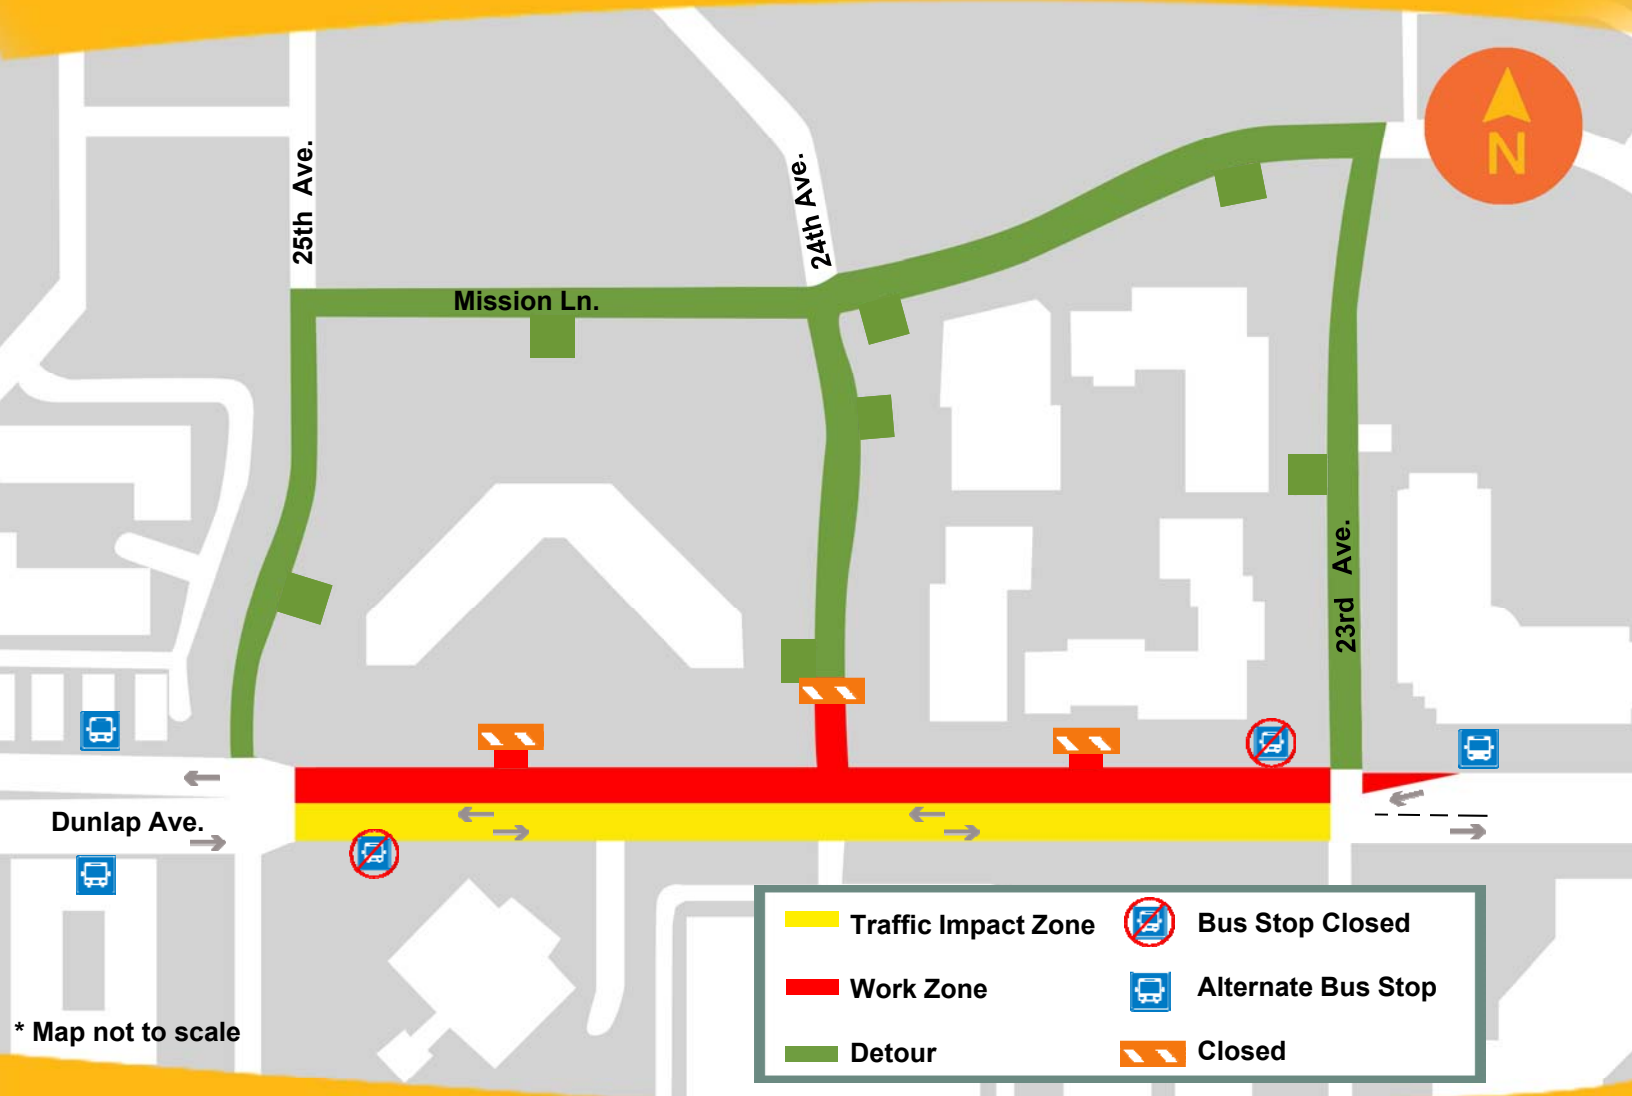 N
25th Ave.
24th Ave.
Mission Ln.
23rd Ave.
Dunlap Ave.
Traffic Impact Zone
Bus Stop Closed
Work Zone
Alternate Bus Stop
Detour
Closed
* Map not to scale